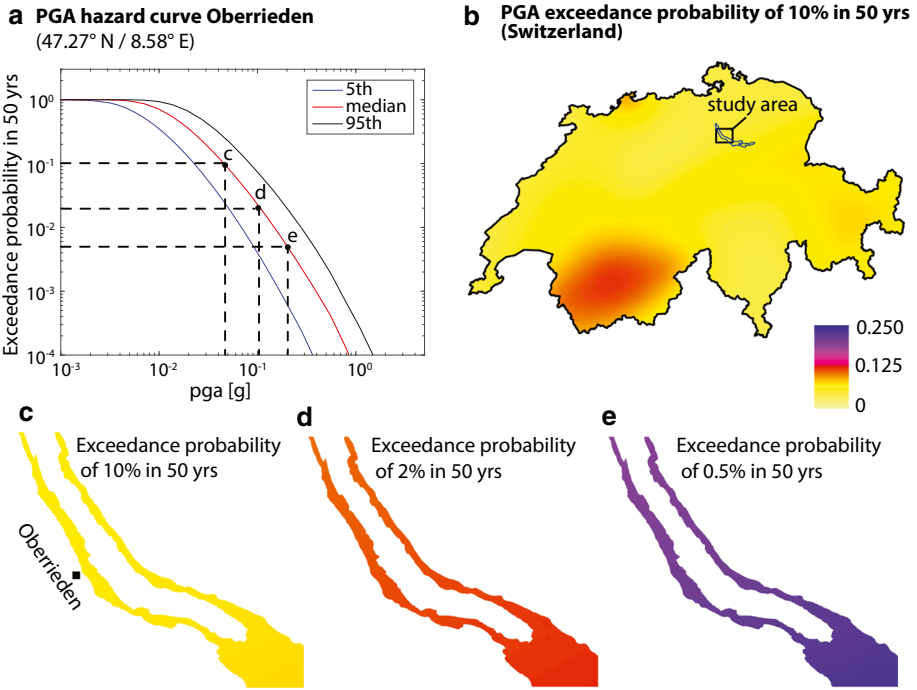 a PGA hazard curve Oberrieden
(47.27° N / 8.58° E)
Exceedance probability in 50 yrs
10⁰
10⁻¹
10⁻²
10⁻³
10⁻⁴
10⁻³
10⁻²
10⁻¹
10⁰
pga [g]
5th
median
95th
c
d
e
b PGA exceedance probability of 10% in 50 yrs
(Switzerland)
study area
0.250
0.125
0
c
Exceedance probability
of 10% in 50 yrs
Oberrieden
d
Exceedance probability
of 2% in 50 yrs
e
Exceedance probability
of 0.5% in 50 yrs